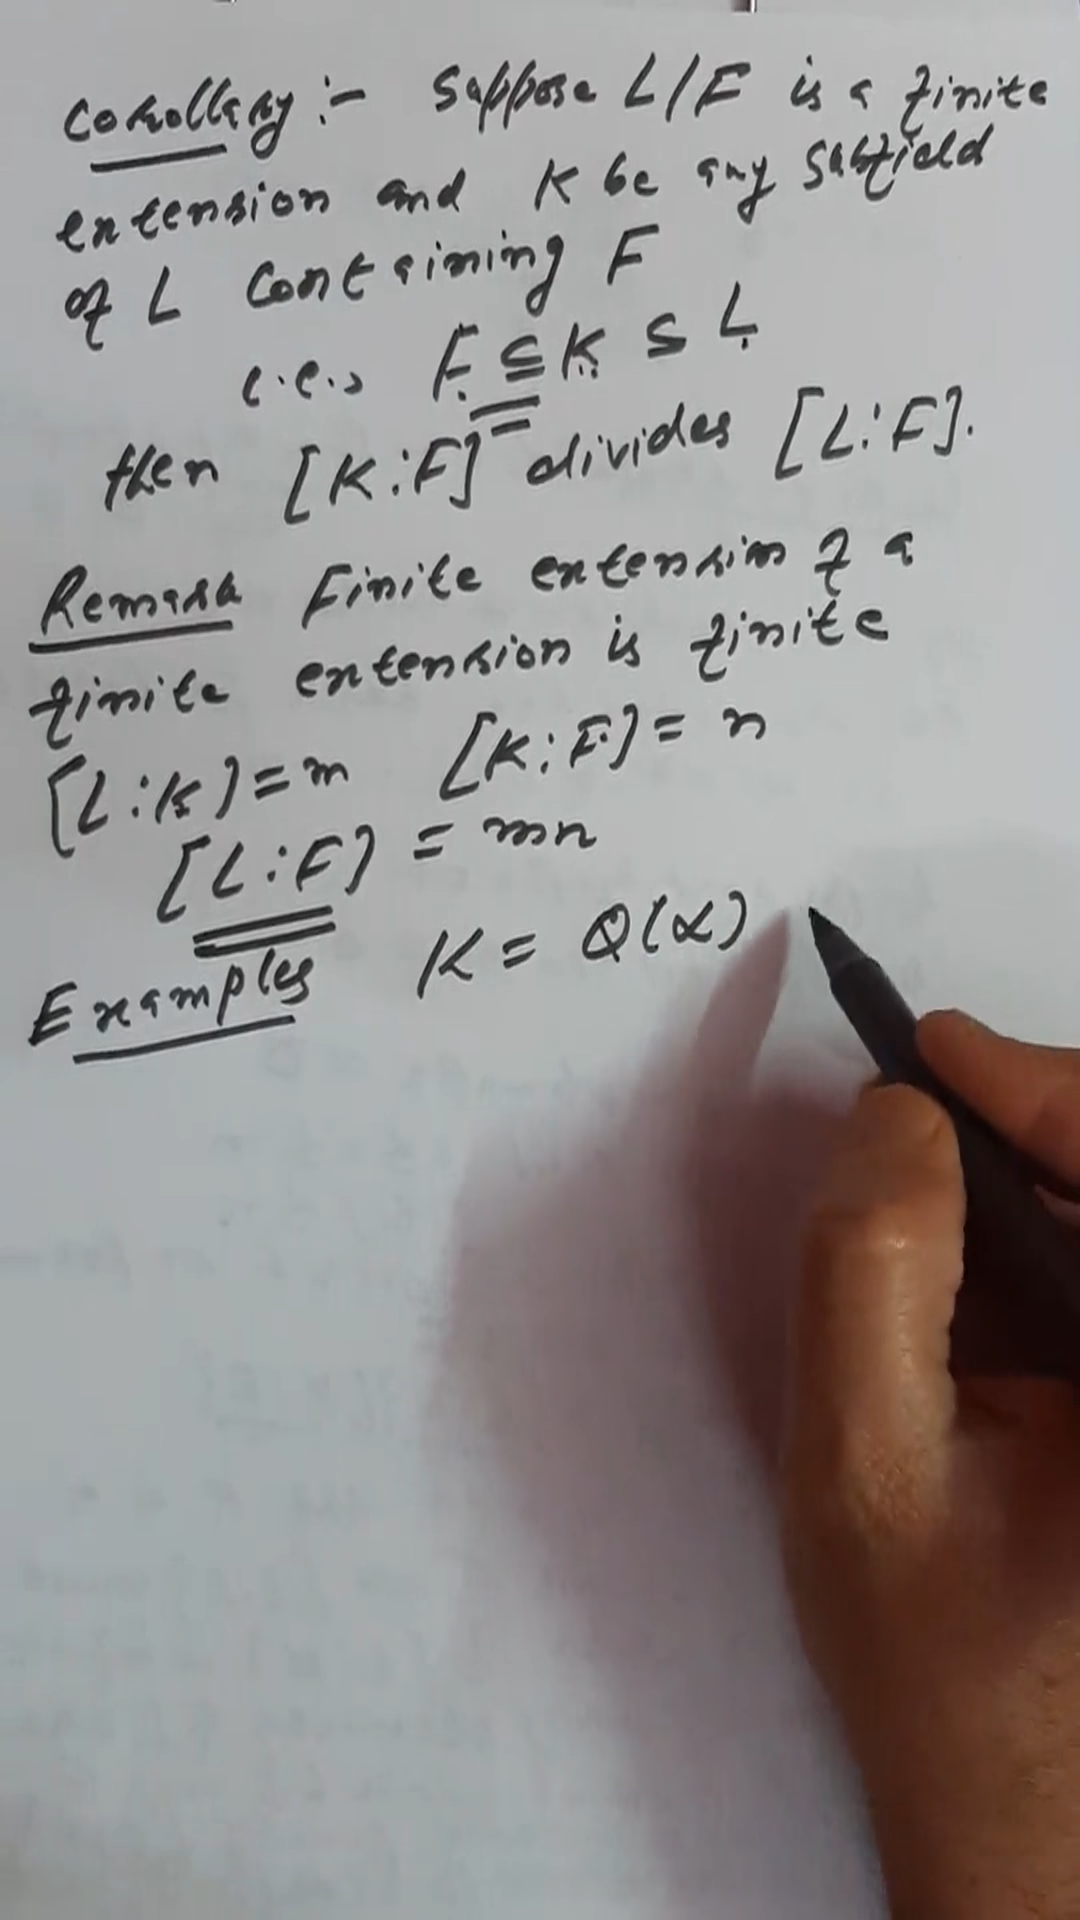 Corollary :- Suppose L/F is a finite
extension and K be any subfield
of L containing F
i.e., F ⊆ K ⊆ L
then [K:F] divides [L:F].
Remark Finite extension of a
finite extension is finite
[L:K]=m [K:F]= n
[L:F] = mn
Examples K = Q(α)